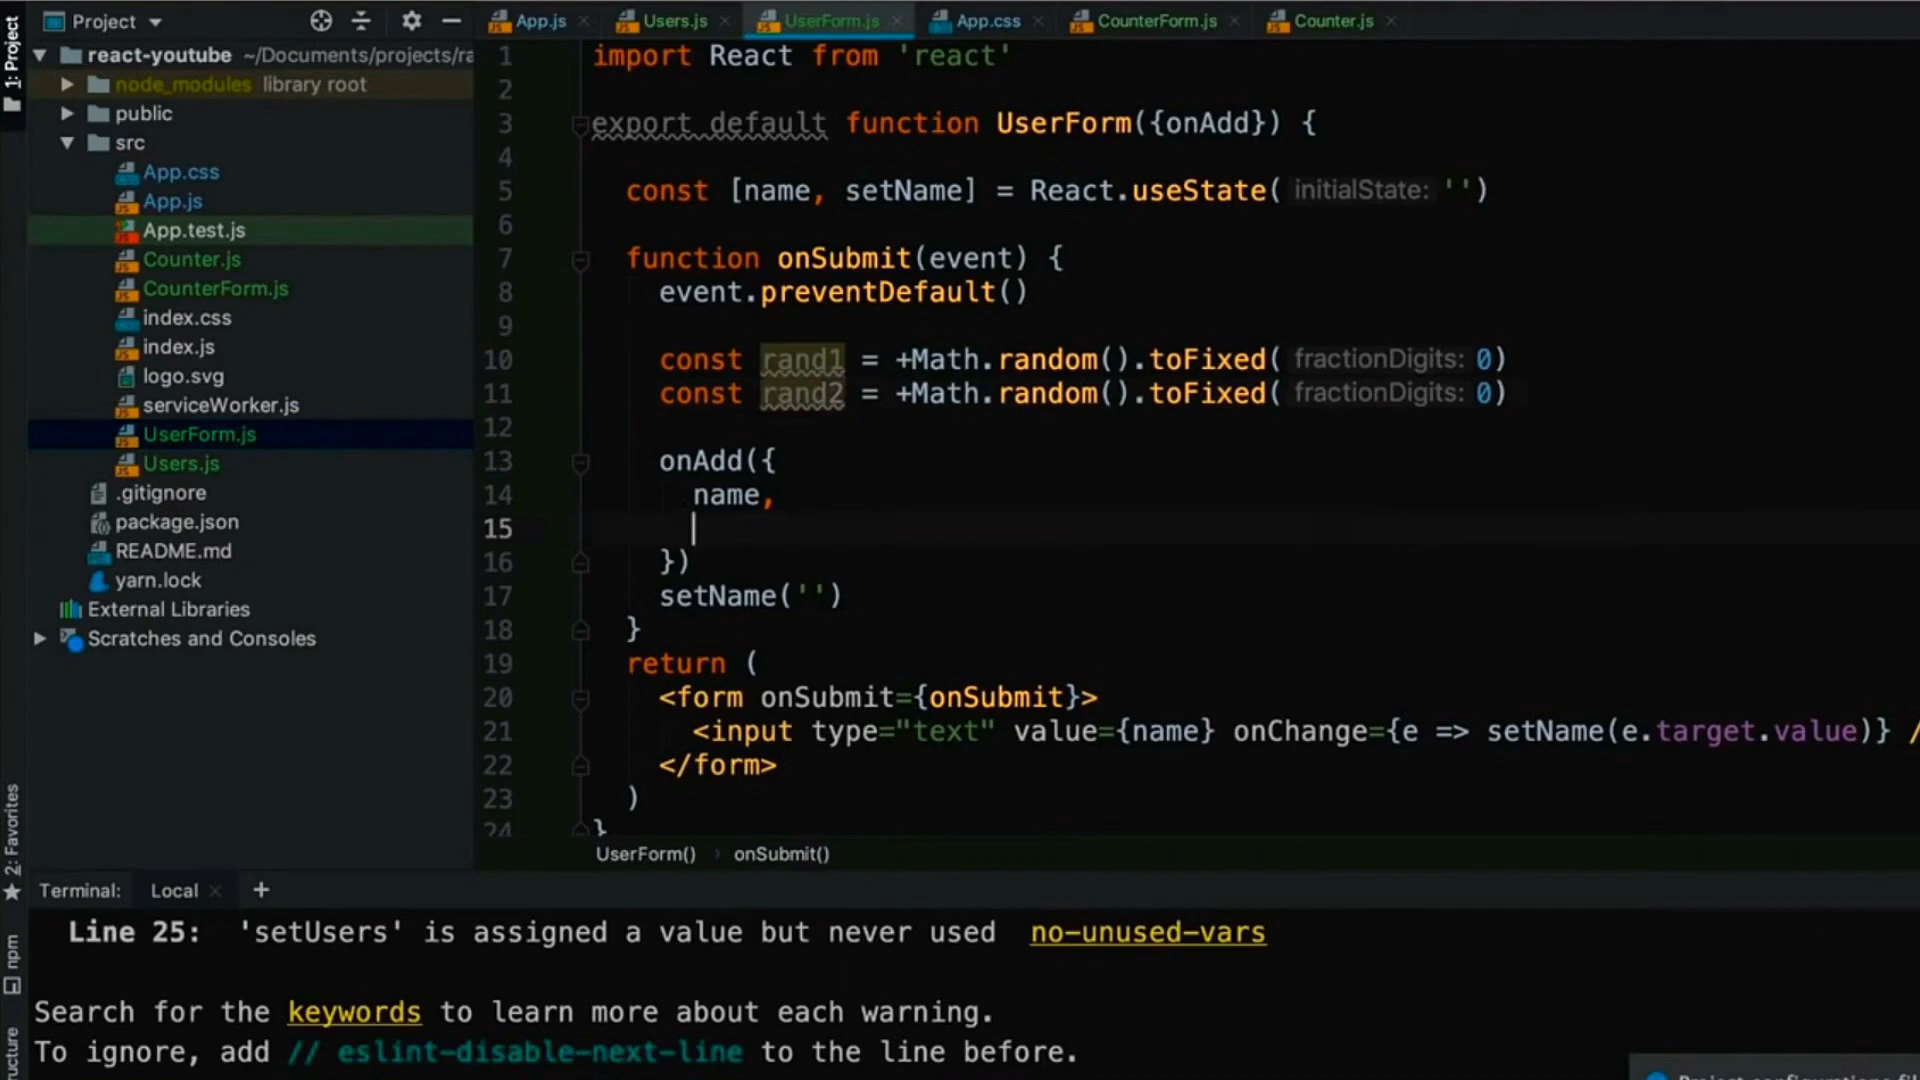 1: Project
Project
react-youtube ~/Documents/projects/ra
node_modules library root
public
src
App.css
App.js
App.test.js
Counter.js
CounterForm.js
index.css
index.js
logo.svg
serviceWorker.js
UserForm.js
Users.js
.gitignore
package.json
README.md
yarn.lock
External Libraries
Scratches and Consoles
2: Favorites
npm
ructure
App.js Users.js UserForm.js App.css CounterForm.js Counter.js
1 import React from 'react'
2
3 export default function UserForm({onAdd}) {
4
5 const [name, setName] = React.useState( initialState: '')
6
7 function onSubmit(event) {
8 event.preventDefault()
9
10 const rand1 = +Math.random().toFixed( fractionDigits: 0)
11 const rand2 = +Math.random().toFixed( fractionDigits: 0)
12
13 onAdd({
14 name,
15
16 })
17 setName('')
18 }
19 return (
20 <form onSubmit={onSubmit}>
21 <input type="text" value={name} onChange={e => setName(e.target.value)} /
22 </form>
23 )
24 }
UserForm() › onSubmit()
Terminal: Local +
Line 25: 'setUsers' is assigned a value but never used no-unused-vars
Search for the keywords to learn more about each warning.
To ignore, add // eslint-disable-next-line to the line before.